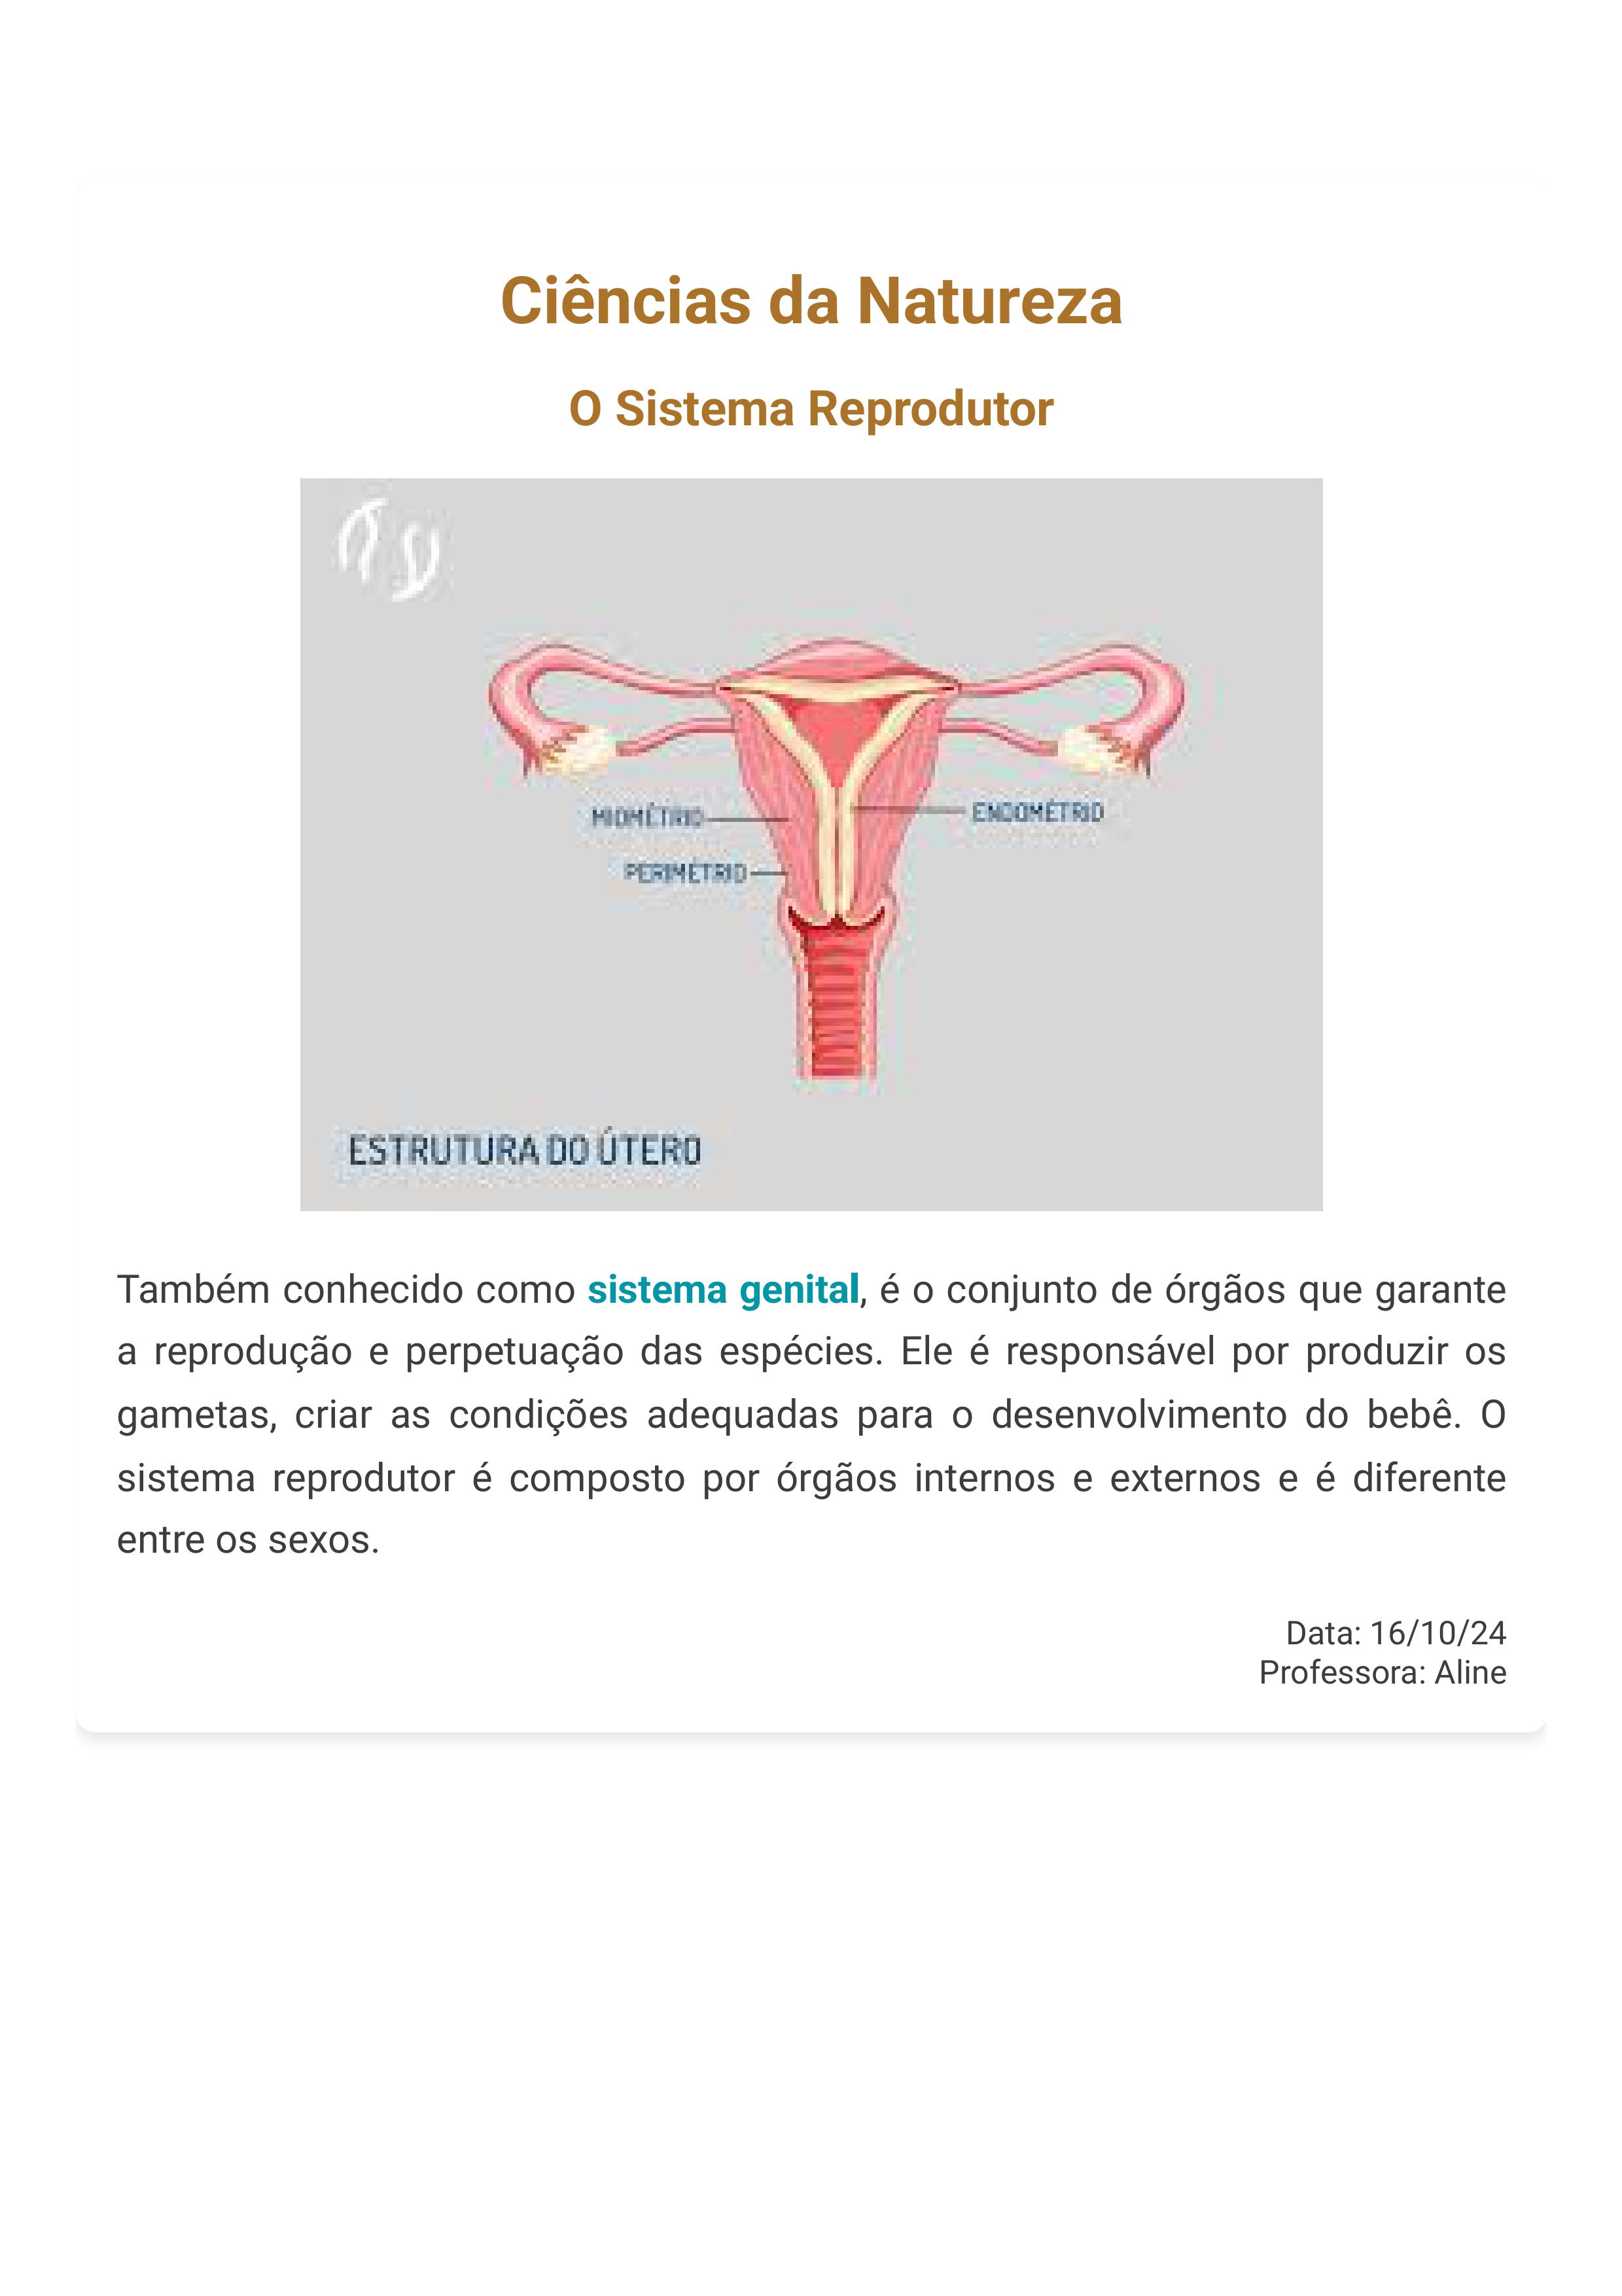 Ciências da Natureza
O Sistema Reprodutor
MIOMÉTRIO
ENDOMÉTRIO
PERIMÉTRIO
ESTRUTURA DO ÚTERO
Também conhecido como sistema genital, é o conjunto de órgãos que garante
a reprodução e perpetuação das espécies. Ele é responsável por produzir os
gametas, criar as condições adequadas para o desenvolvimento do bebê. O
sistema reprodutor é composto por órgãos internos e externos e é diferente
entre os sexos.
Data: 16/10/24
Professora: Aline